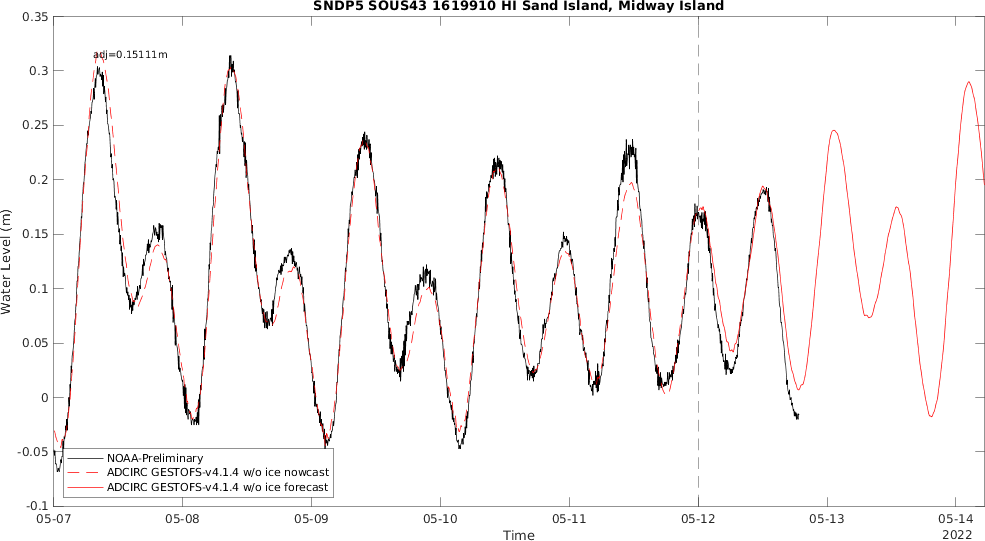 SNDP5 SOUS43 1619910 HI Sand Island, Midway Island
adj=0.15111m
0.35
0.3
0.25
0.2
0.15
0.1
0.05
0
-0.05
-0.1
Water Level (m)
NOAA-Preliminary
ADCIRC GESTOFS-v4.1.4 w/o ice nowcast
ADCIRC GESTOFS-v4.1.4 w/o ice forecast
05-07 05-08 05-09 05-10 05-11 05-12 05-13 05-14
Time
2022